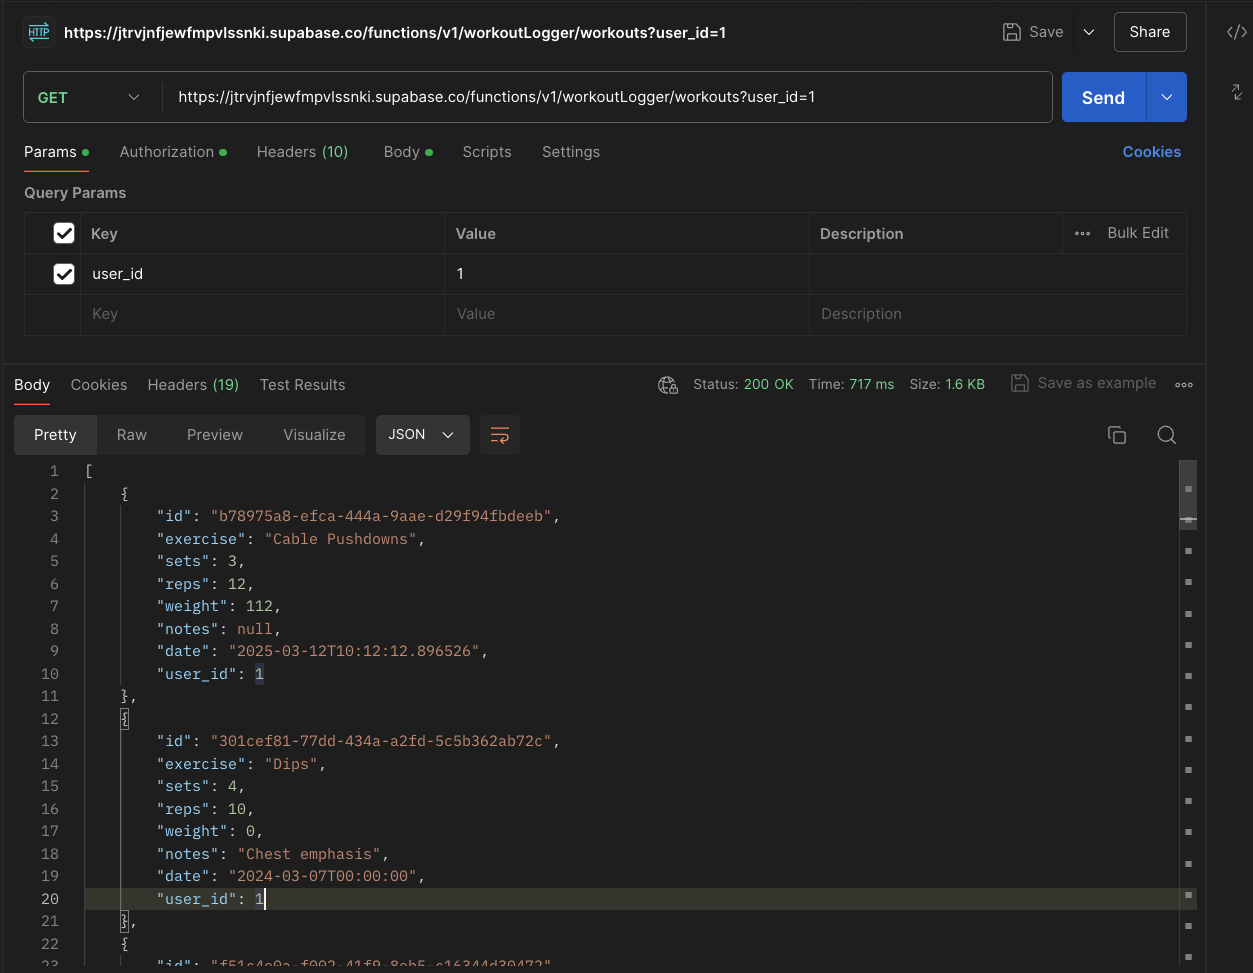 HTTP https://jtrvjnfjewfmpvlssnki.supabase.co/functions/v1/workoutLogger/workouts?user_id=1 Save Share </>
GET https://jtrvjnfjewfmpvlssnki.supabase.co/functions/v1/workoutLogger/workouts?user_id=1 Send
Params Authorization Headers (10) Body Scripts Settings Cookies
Query Params
Key Value Description Bulk Edit
user_id 1
Key Value Description
Body Cookies Headers (19) Test Results Status: 200 OK Time: 717 ms Size: 1.6 KB Save as example
Pretty Raw Preview Visualize JSON
1 [
2 {
3 "id": "b78975a8-efca-444a-9aae-d29f94fbdeeb",
4 "exercise": "Cable Pushdowns",
5 "sets": 3,
6 "reps": 12,
7 "weight": 112,
8 "notes": null,
9 "date": "2025-03-12T10:12:12.896526",
10 "user_id": 1
11 },
12 {
13 "id": "301cef81-77dd-434a-a2fd-5c5b362ab72c",
14 "exercise": "Dips",
15 "sets": 4,
16 "reps": 10,
17 "weight": 0,
18 "notes": "Chest emphasis",
19 "date": "2024-03-07T00:00:00",
20 "user_id": 1
21 },
22 {
23 "id":